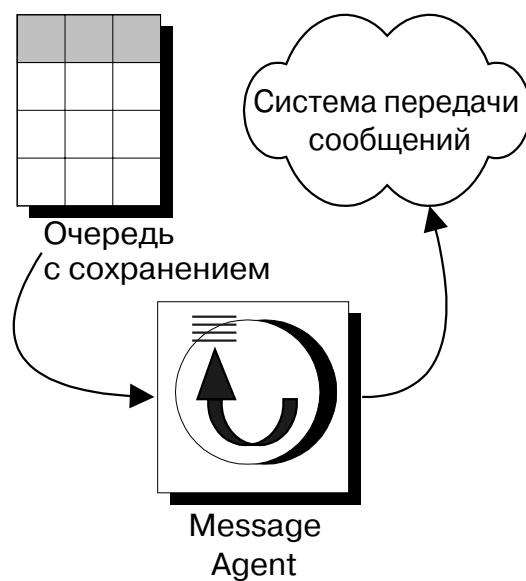 Система передачи
сообщений
Очередь
с сохранением
Message
Agent